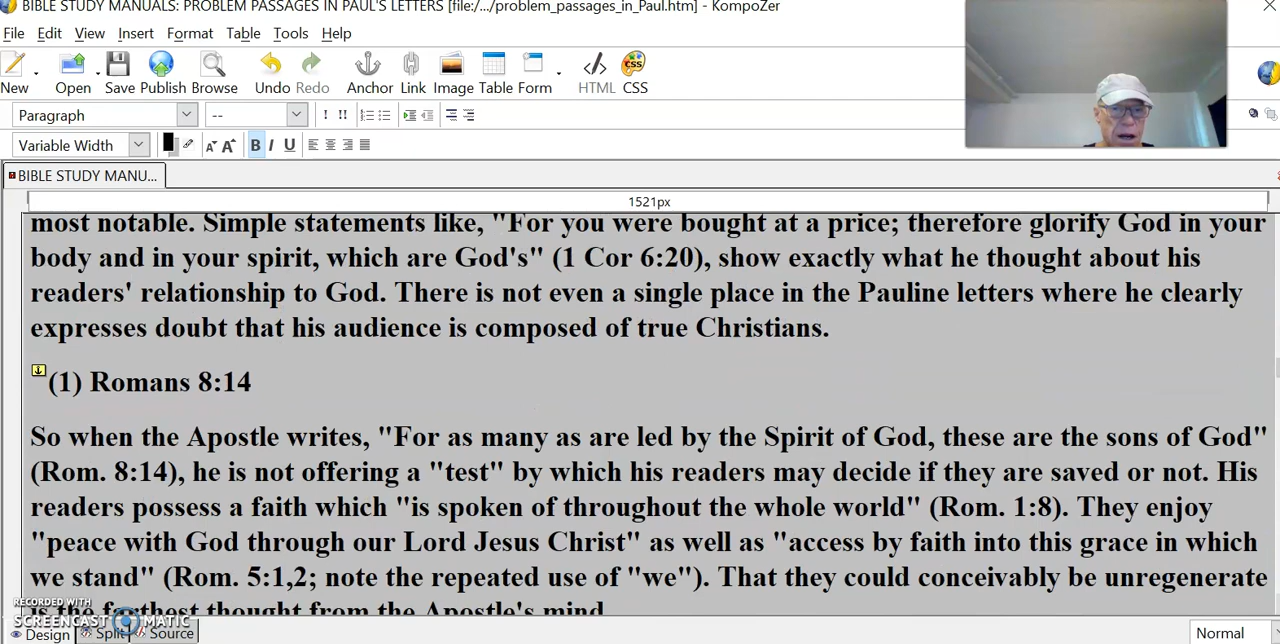 BIBLE STUDY MANUALS: PROBLEM PASSAGES IN PAUL'S LETTERS [file:/.../problem_passages_in_Paul.htm] - KompoZer
File Edit View Insert Format Table Tools Help
New Open Save Publish Browse Undo Redo Anchor Link Image Table Form HTML CSS
Paragraph --
Variable Width
BIBLE STUDY MANU...
1521px
most notable. Simple statements like, "For you were bought at a price; therefore glorify God in your
body and in your spirit, which are God's" (1 Cor 6:20), show exactly what he thought about his
readers' relationship to God. There is not even a single place in the Pauline letters where he clearly
expresses doubt that his audience is composed of true Christians.
(1) Romans 8:14
So when the Apostle writes, "For as many as are led by the Spirit of God, these are the sons of God"
(Rom. 8:14), he is not offering a "test" by which his readers may decide if they are saved or not. His
readers possess a faith which "is spoken of throughout the whole world" (Rom. 1:8). They enjoy
"peace with God through our Lord Jesus Christ" as well as "access by faith into this grace in which
we stand" (Rom. 5:1,2; note the repeated use of "we"). That they could conceivably be unregenerate
is the farthest thought from the Apostle's mind.
RECORDED WITH
SCREENCAST MATIC
Design Split Source
Normal